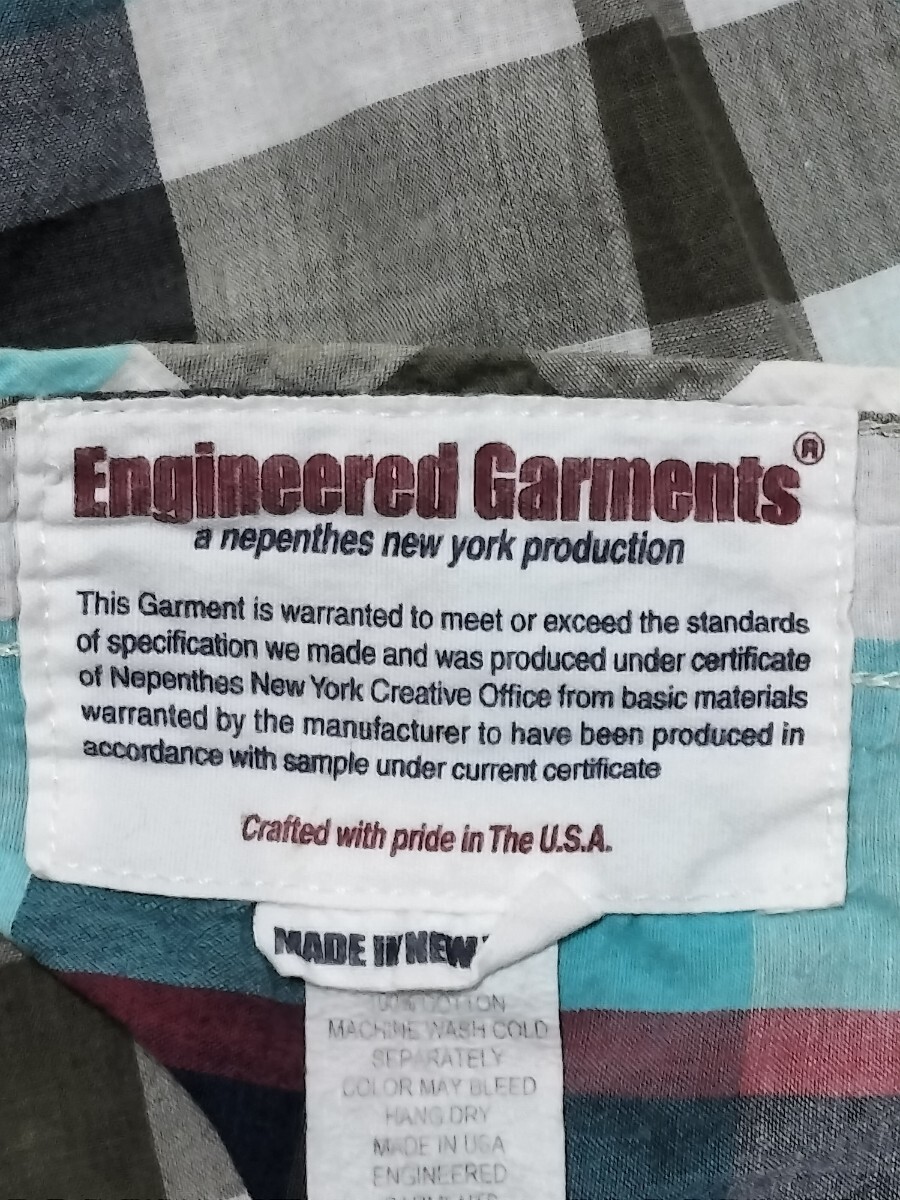 Engineered Garments®
a nepenthes new york production
This Garment is warranted to meet or exceed the standards
of specification we made and was produced under certificate
of Nepenthes New York Creative Office from basic materials
warranted by the manufacturer to have been produced in
accordance with sample under current certificate
Crafted with pride in The U.S.A.
MADE IN NEW
100% COTTON
MACHINE WASH COLD
SEPARATELY
COLOR MAY BLEED
HANG DRY
MADE IN USA
ENGINEERED